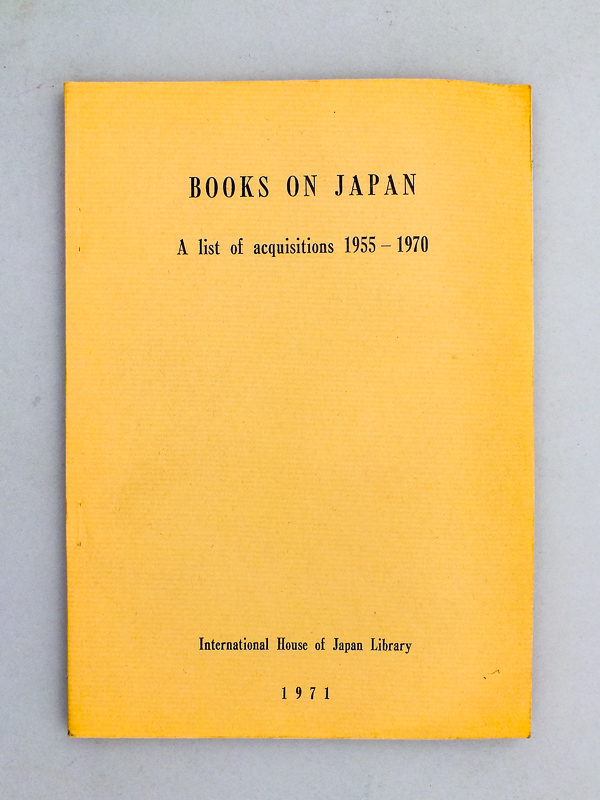 BOOKS ON JAPAN
A list of acquisitions 1955 – 1970
International House of Japan Library
1971